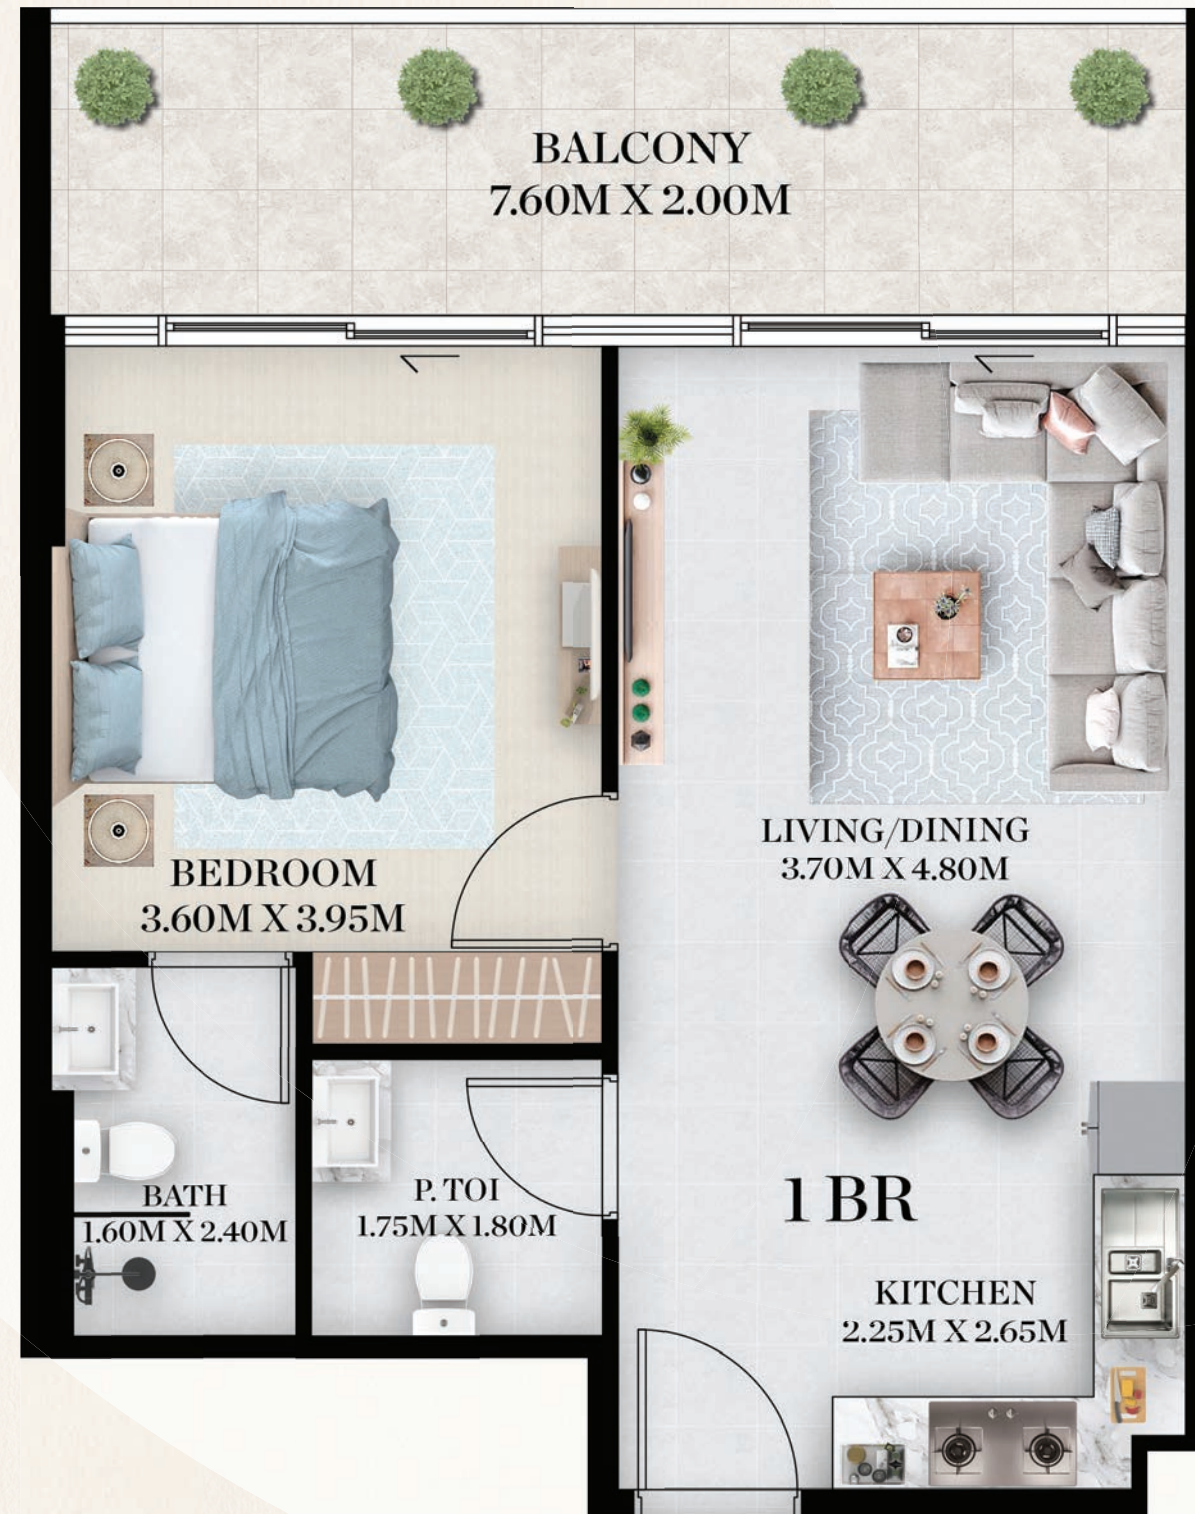 BALCONY
7.60M X 2.00M
LIVING/DINING
3.70M X 4.80M
BEDROOM
3.60M X 3.95M
BATH
1.60M X 2.40M
P. TOI
1.75M X 1.80M
1 BR
KITCHEN
2.25M X 2.65M